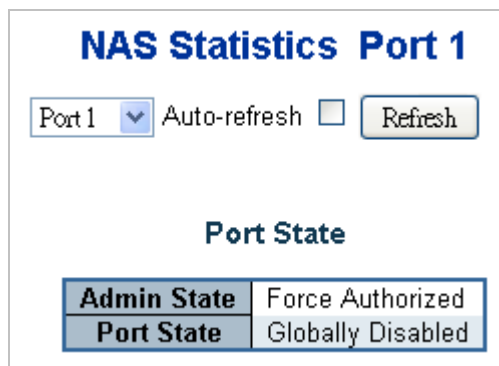 NAS Statistics Port 1
Port 1 Auto-refresh Refresh
Port State
Admin State Force Authorized
Port State Globally Disabled